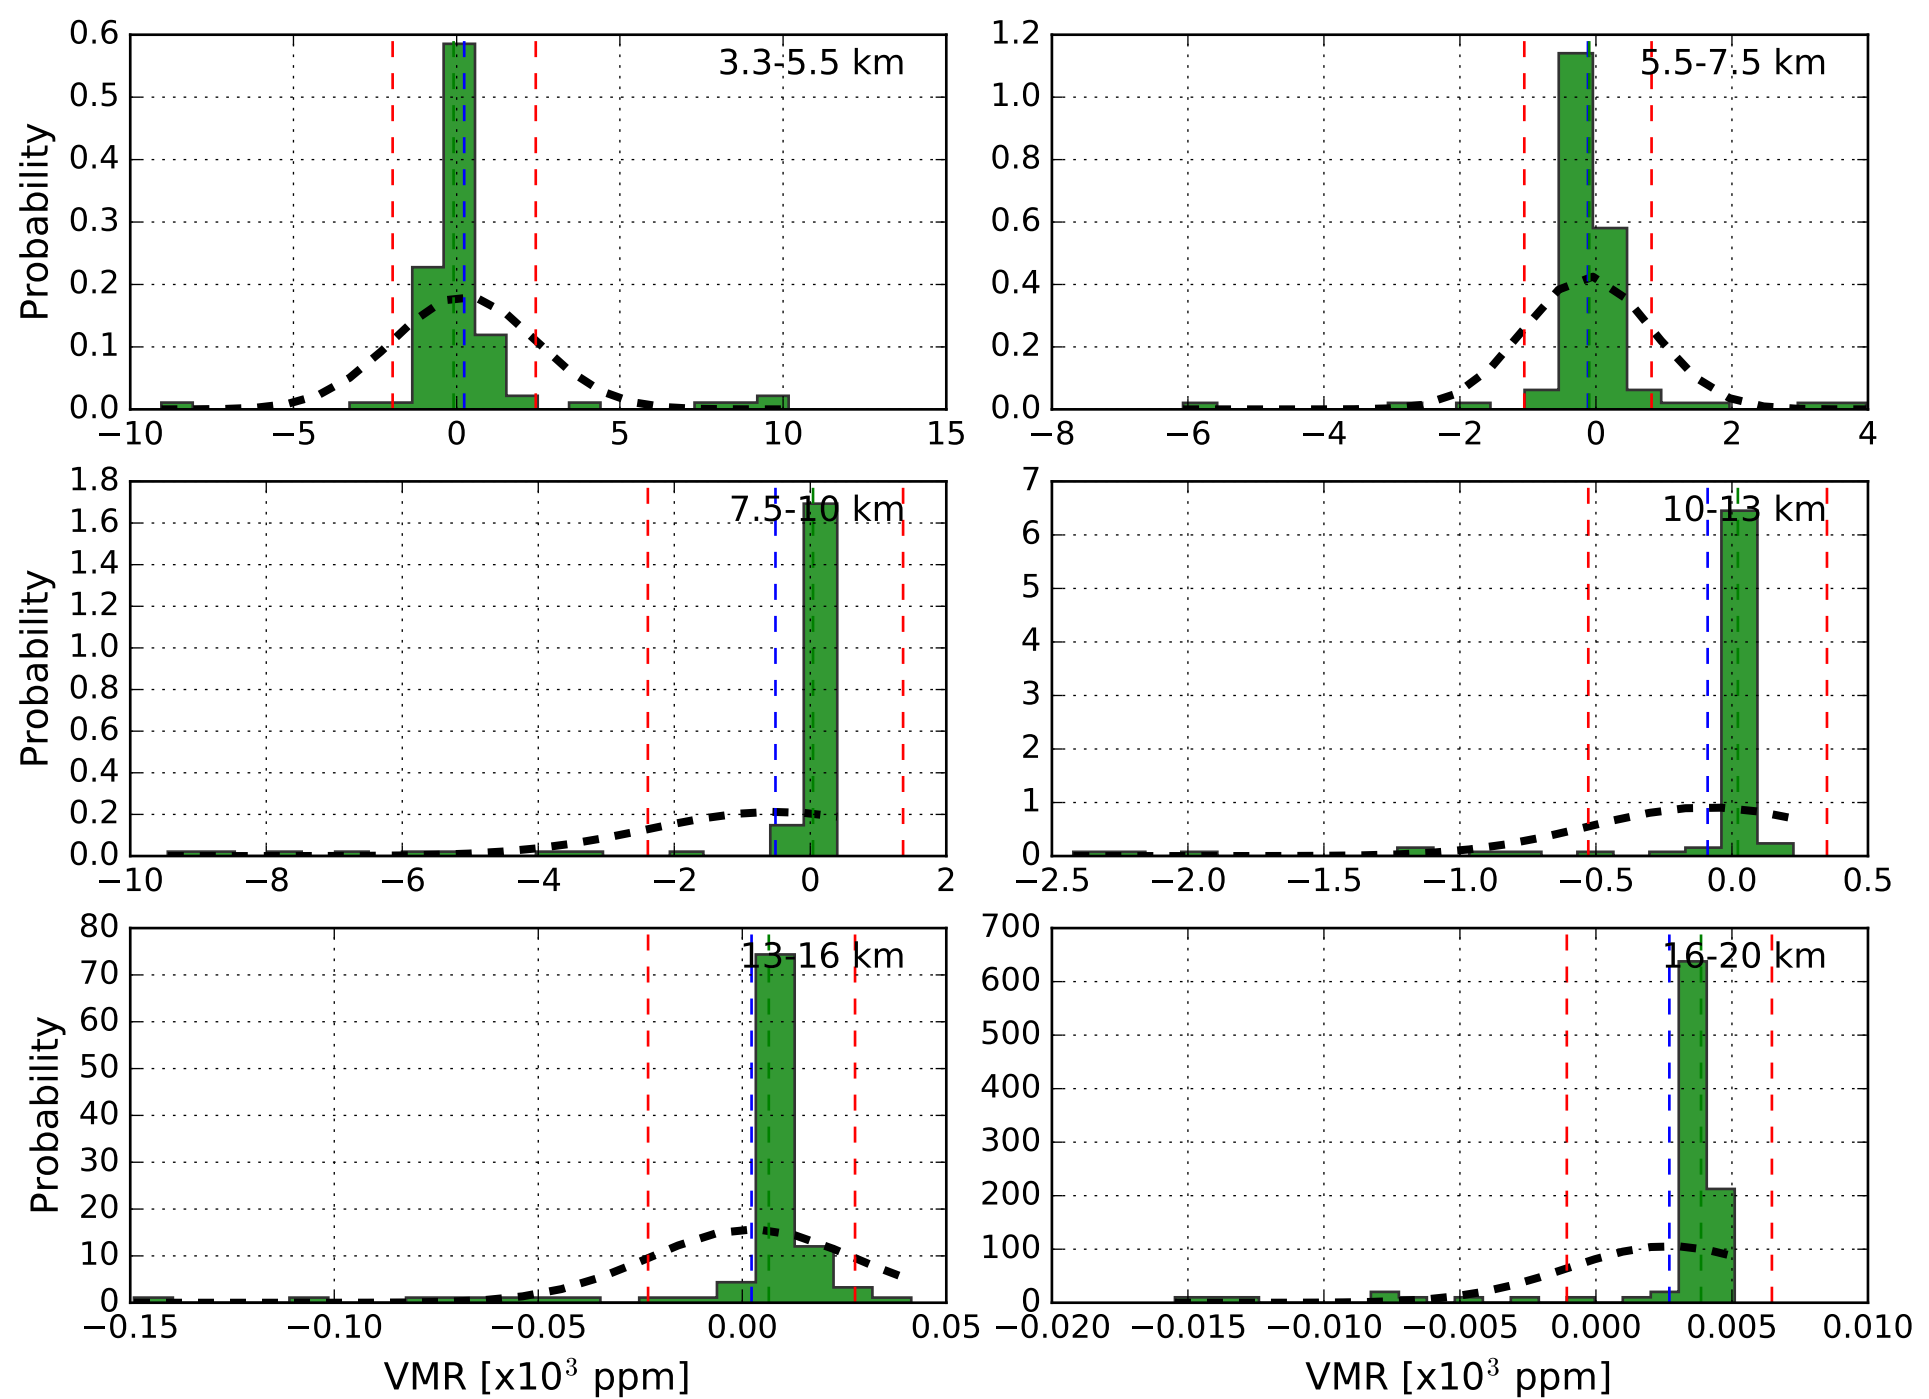 3.3-5.5 km
0.6
0.5
0.4
0.3
0.2
0.1
0.0
Probability
−10 −5 0 5 10 15
5.5-7.5 km
1.2
1.0
0.8
0.6
0.4
0.2
0.0
−8 −6 −4 −2 0 2 4
7.5-10 km
1.8
1.6
1.4
1.2
1.0
0.8
0.6
0.4
0.2
0.0
Probability
−10 −8 −6 −4 −2 0 2
10-13 km
7
6
5
4
3
2
1
0
−2.5 −2.0 −1.5 −1.0 −0.5 0.0 0.5
13-16 km
80
70
60
50
40
30
20
10
0
Probability
−0.15 −0.10 −0.05 0.00 0.05
VMR [x10³ ppm]
16-20 km
700
600
500
400
300
200
100
0
−0.020 −0.015 −0.010 −0.005 0.000 0.005 0.010
VMR [x10³ ppm]